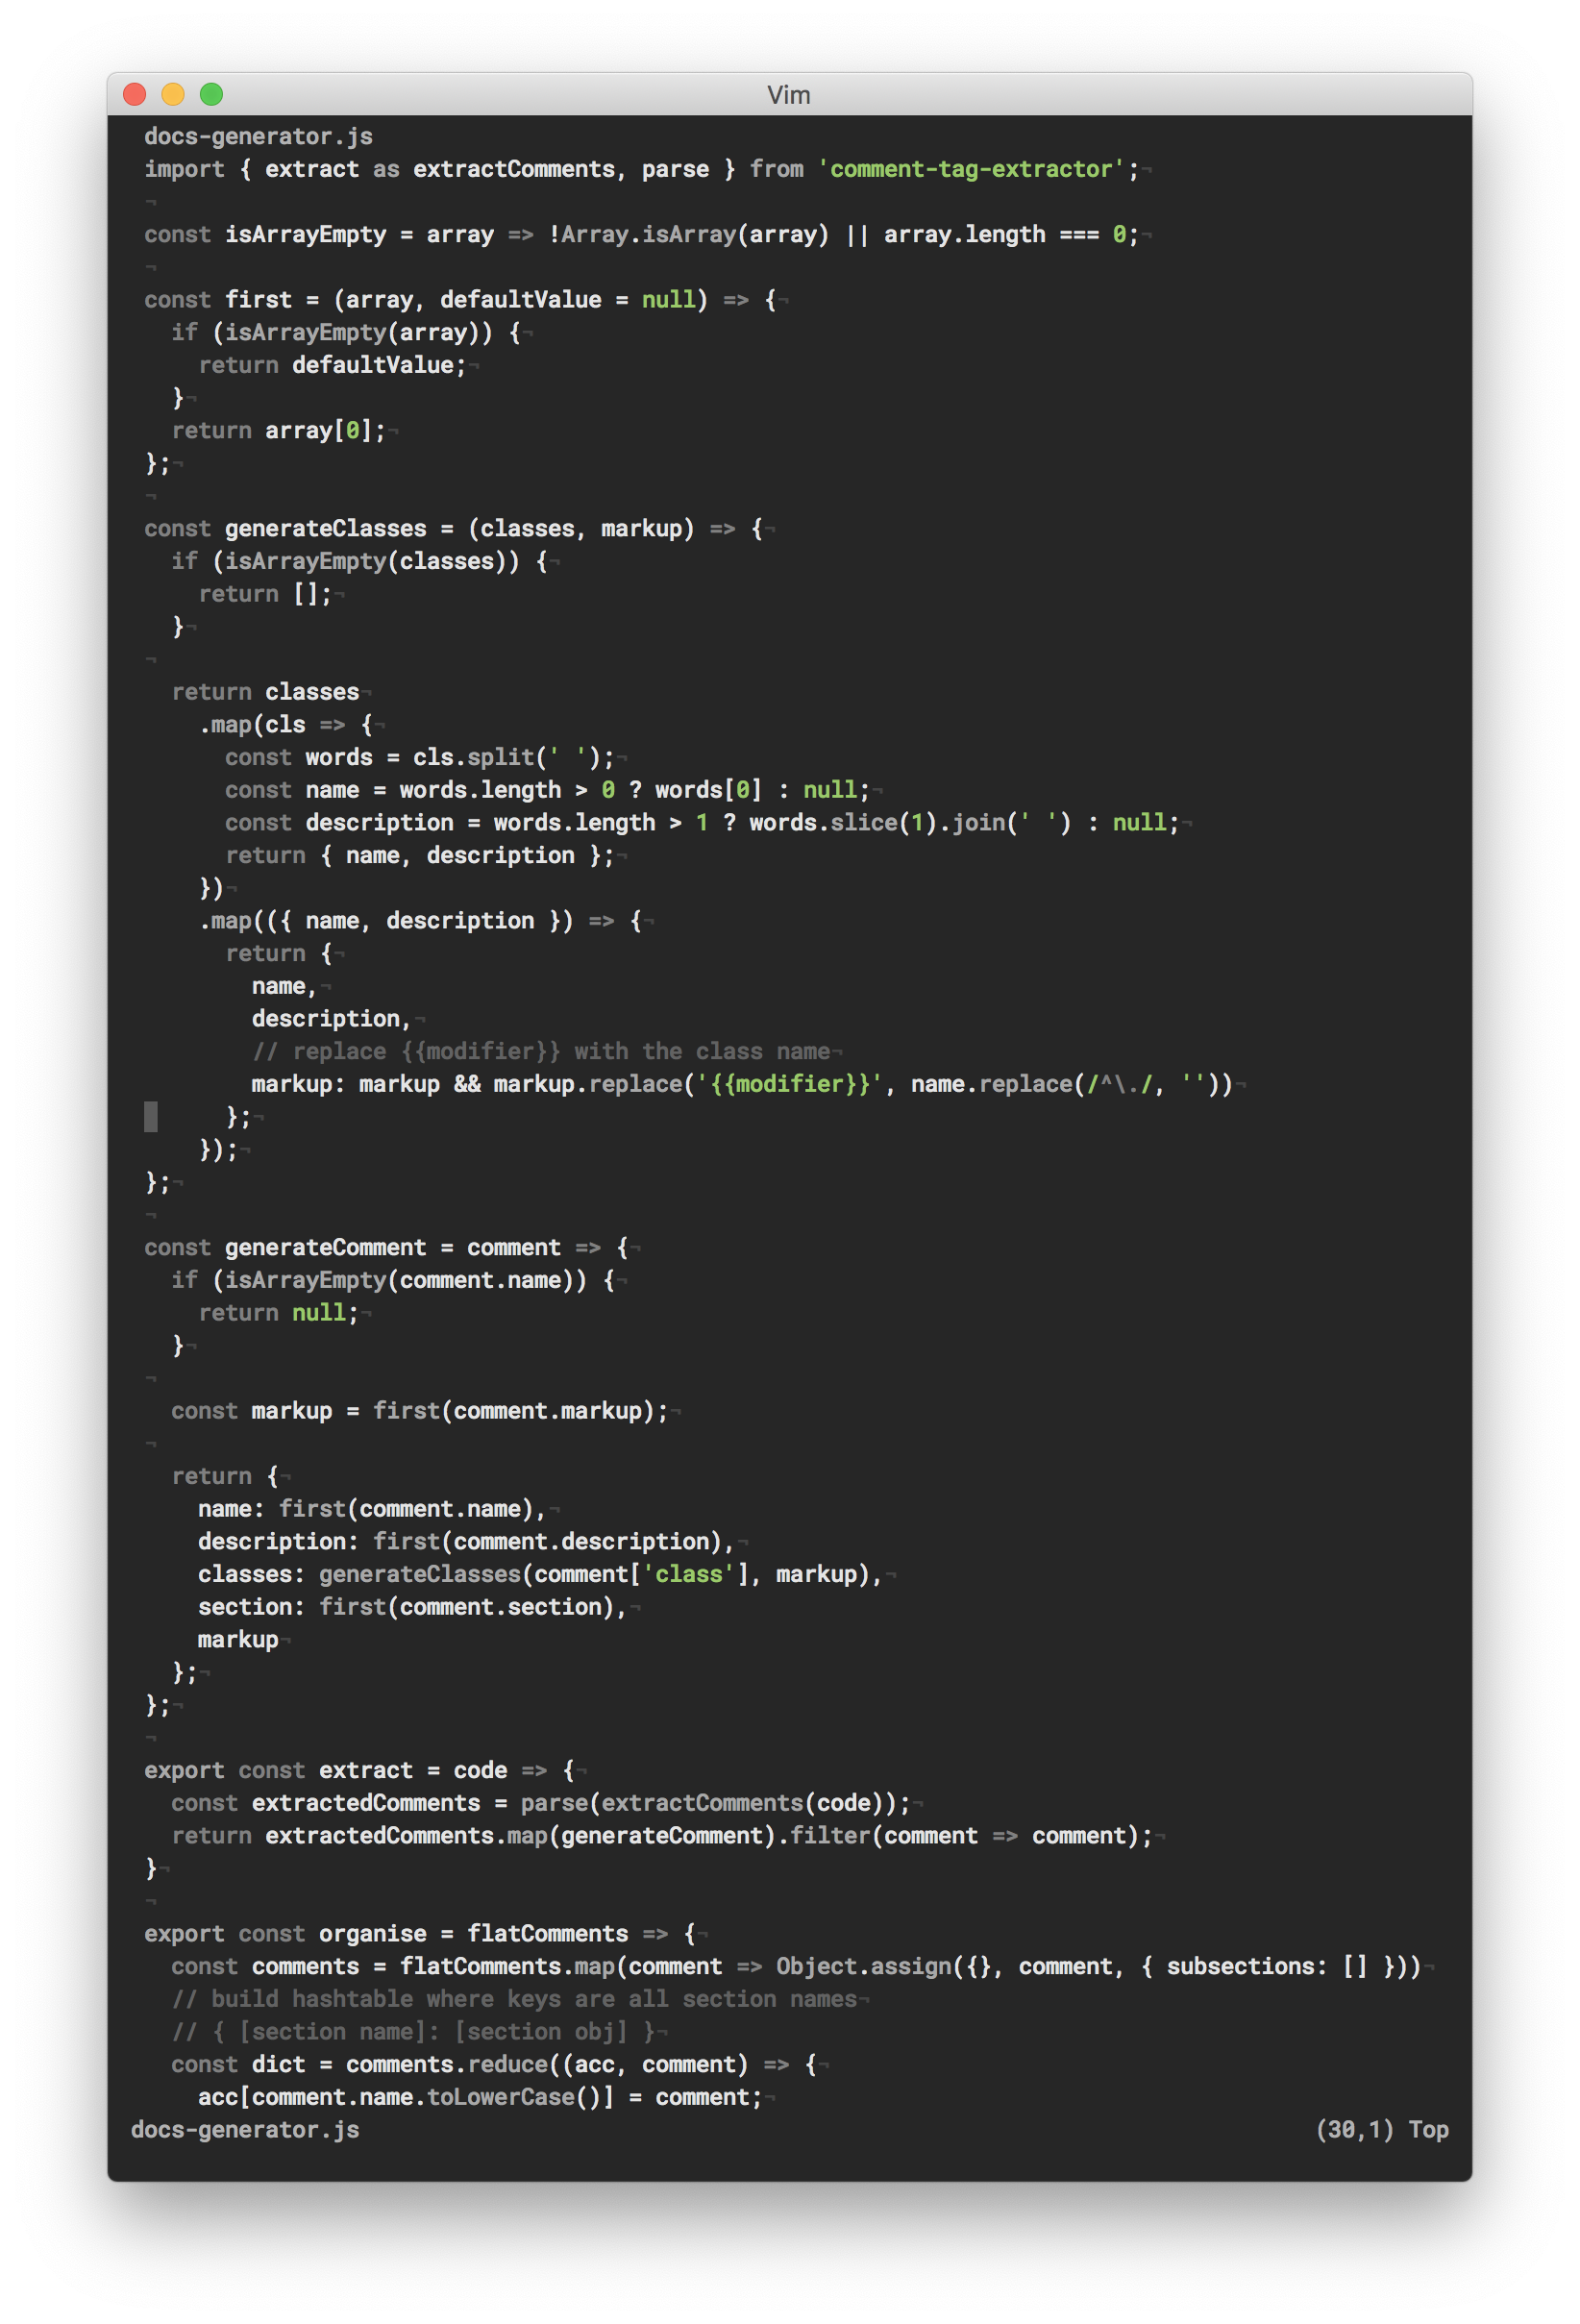 Vim
docs-generator.js
import { extract as extractComments, parse } from 'comment-tag-extractor';¬
¬
const isArrayEmpty = array => !Array.isArray(array) || array.length === 0;¬
¬
const first = (array, defaultValue = null) => {¬
  if (isArrayEmpty(array)) {¬
    return defaultValue;¬
  }¬
  return array[0];¬
};¬
¬
const generateClasses = (classes, markup) => {¬
  if (isArrayEmpty(classes)) {¬
    return [];¬
  }¬
¬
  return classes¬
    .map(cls => {¬
      const words = cls.split(' ');¬
      const name = words.length > 0 ? words[0] : null;¬
      const description = words.length > 1 ? words.slice(1).join(' ') : null;¬
      return { name, description };¬
    })¬
    .map(({ name, description }) => {¬
      return {¬
        name,¬
        description,¬
        // replace {{modifier}} with the class name¬
        markup: markup && markup.replace('{{modifier}}', name.replace(/^\./, ''))¬
      };¬
    });¬
};¬
¬
const generateComment = comment => {¬
  if (isArrayEmpty(comment.name)) {¬
    return null;¬
  }¬
¬
  const markup = first(comment.markup);¬
¬
  return {¬
    name: first(comment.name),¬
    description: first(comment.description),¬
    classes: generateClasses(comment['class'], markup),¬
    section: first(comment.section),¬
    markup¬
  };¬
};¬
¬
export const extract = code => {¬
  const extractedComments = parse(extractComments(code));¬
  return extractedComments.map(generateComment).filter(comment => comment);¬
}¬
¬
export const organise = flatComments => {¬
  const comments = flatComments.map(comment => Object.assign({}, comment, { subsections: [] }))¬
  // build hashtable where keys are all section names¬
  // { [section name]: [section obj] }¬
  const dict = comments.reduce((acc, comment) => {¬
    acc[comment.name.toLowerCase()] = comment;¬
docs-generator.js (30,1) Top